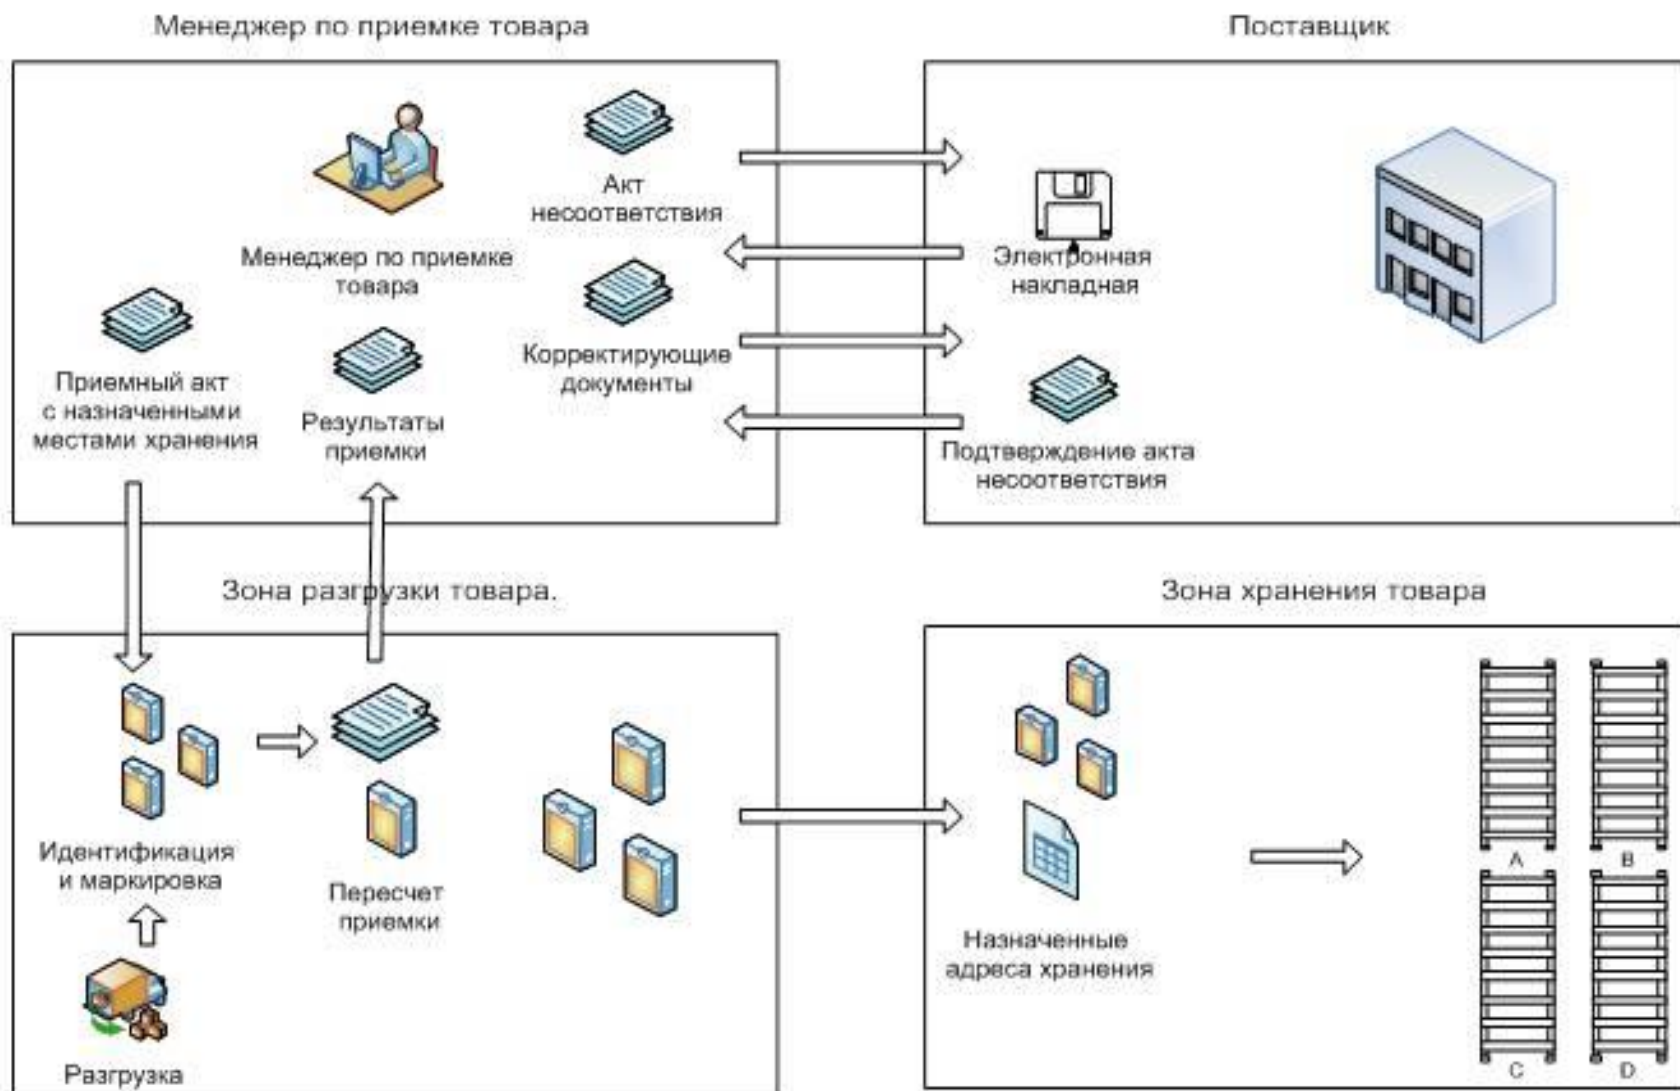 Менеджер по приемке товара
Поставщик
Акт
несоответствия
Менеджер по приемке
товара
Приемный акт
с назначенными
местами хранения
Результаты
приемки
Корректирующие
документы
Электронная
накладная
Подтверждение акта
несоответствия
Зона разгрузки товара.
Зона хранения товара
Идентификация
и маркировка
Пересчет
приемки
Разгрузка
Назначенные
адреса хранения
A
B
C
D